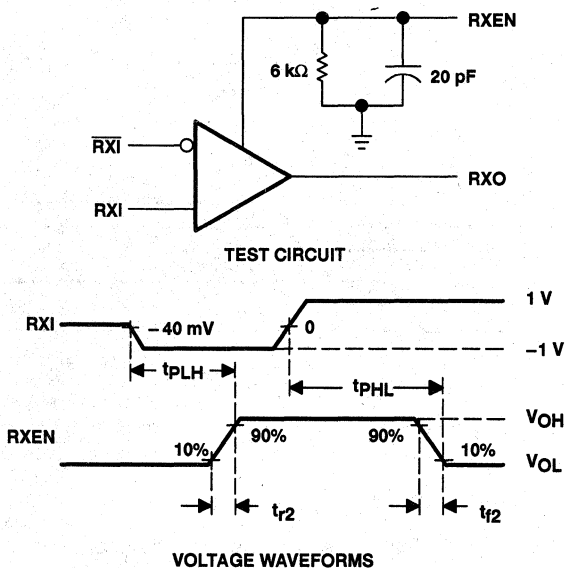 RXEN
6 kΩ
20 pF
RXI
RXI
RXO
TEST CIRCUIT
1 V
RXI
– 40 mV
0
–1 V
tPLH
tPHL
VOH
RXEN
10%
90%
90%
10%
VOL
tr2
tf2
VOLTAGE WAVEFORMS